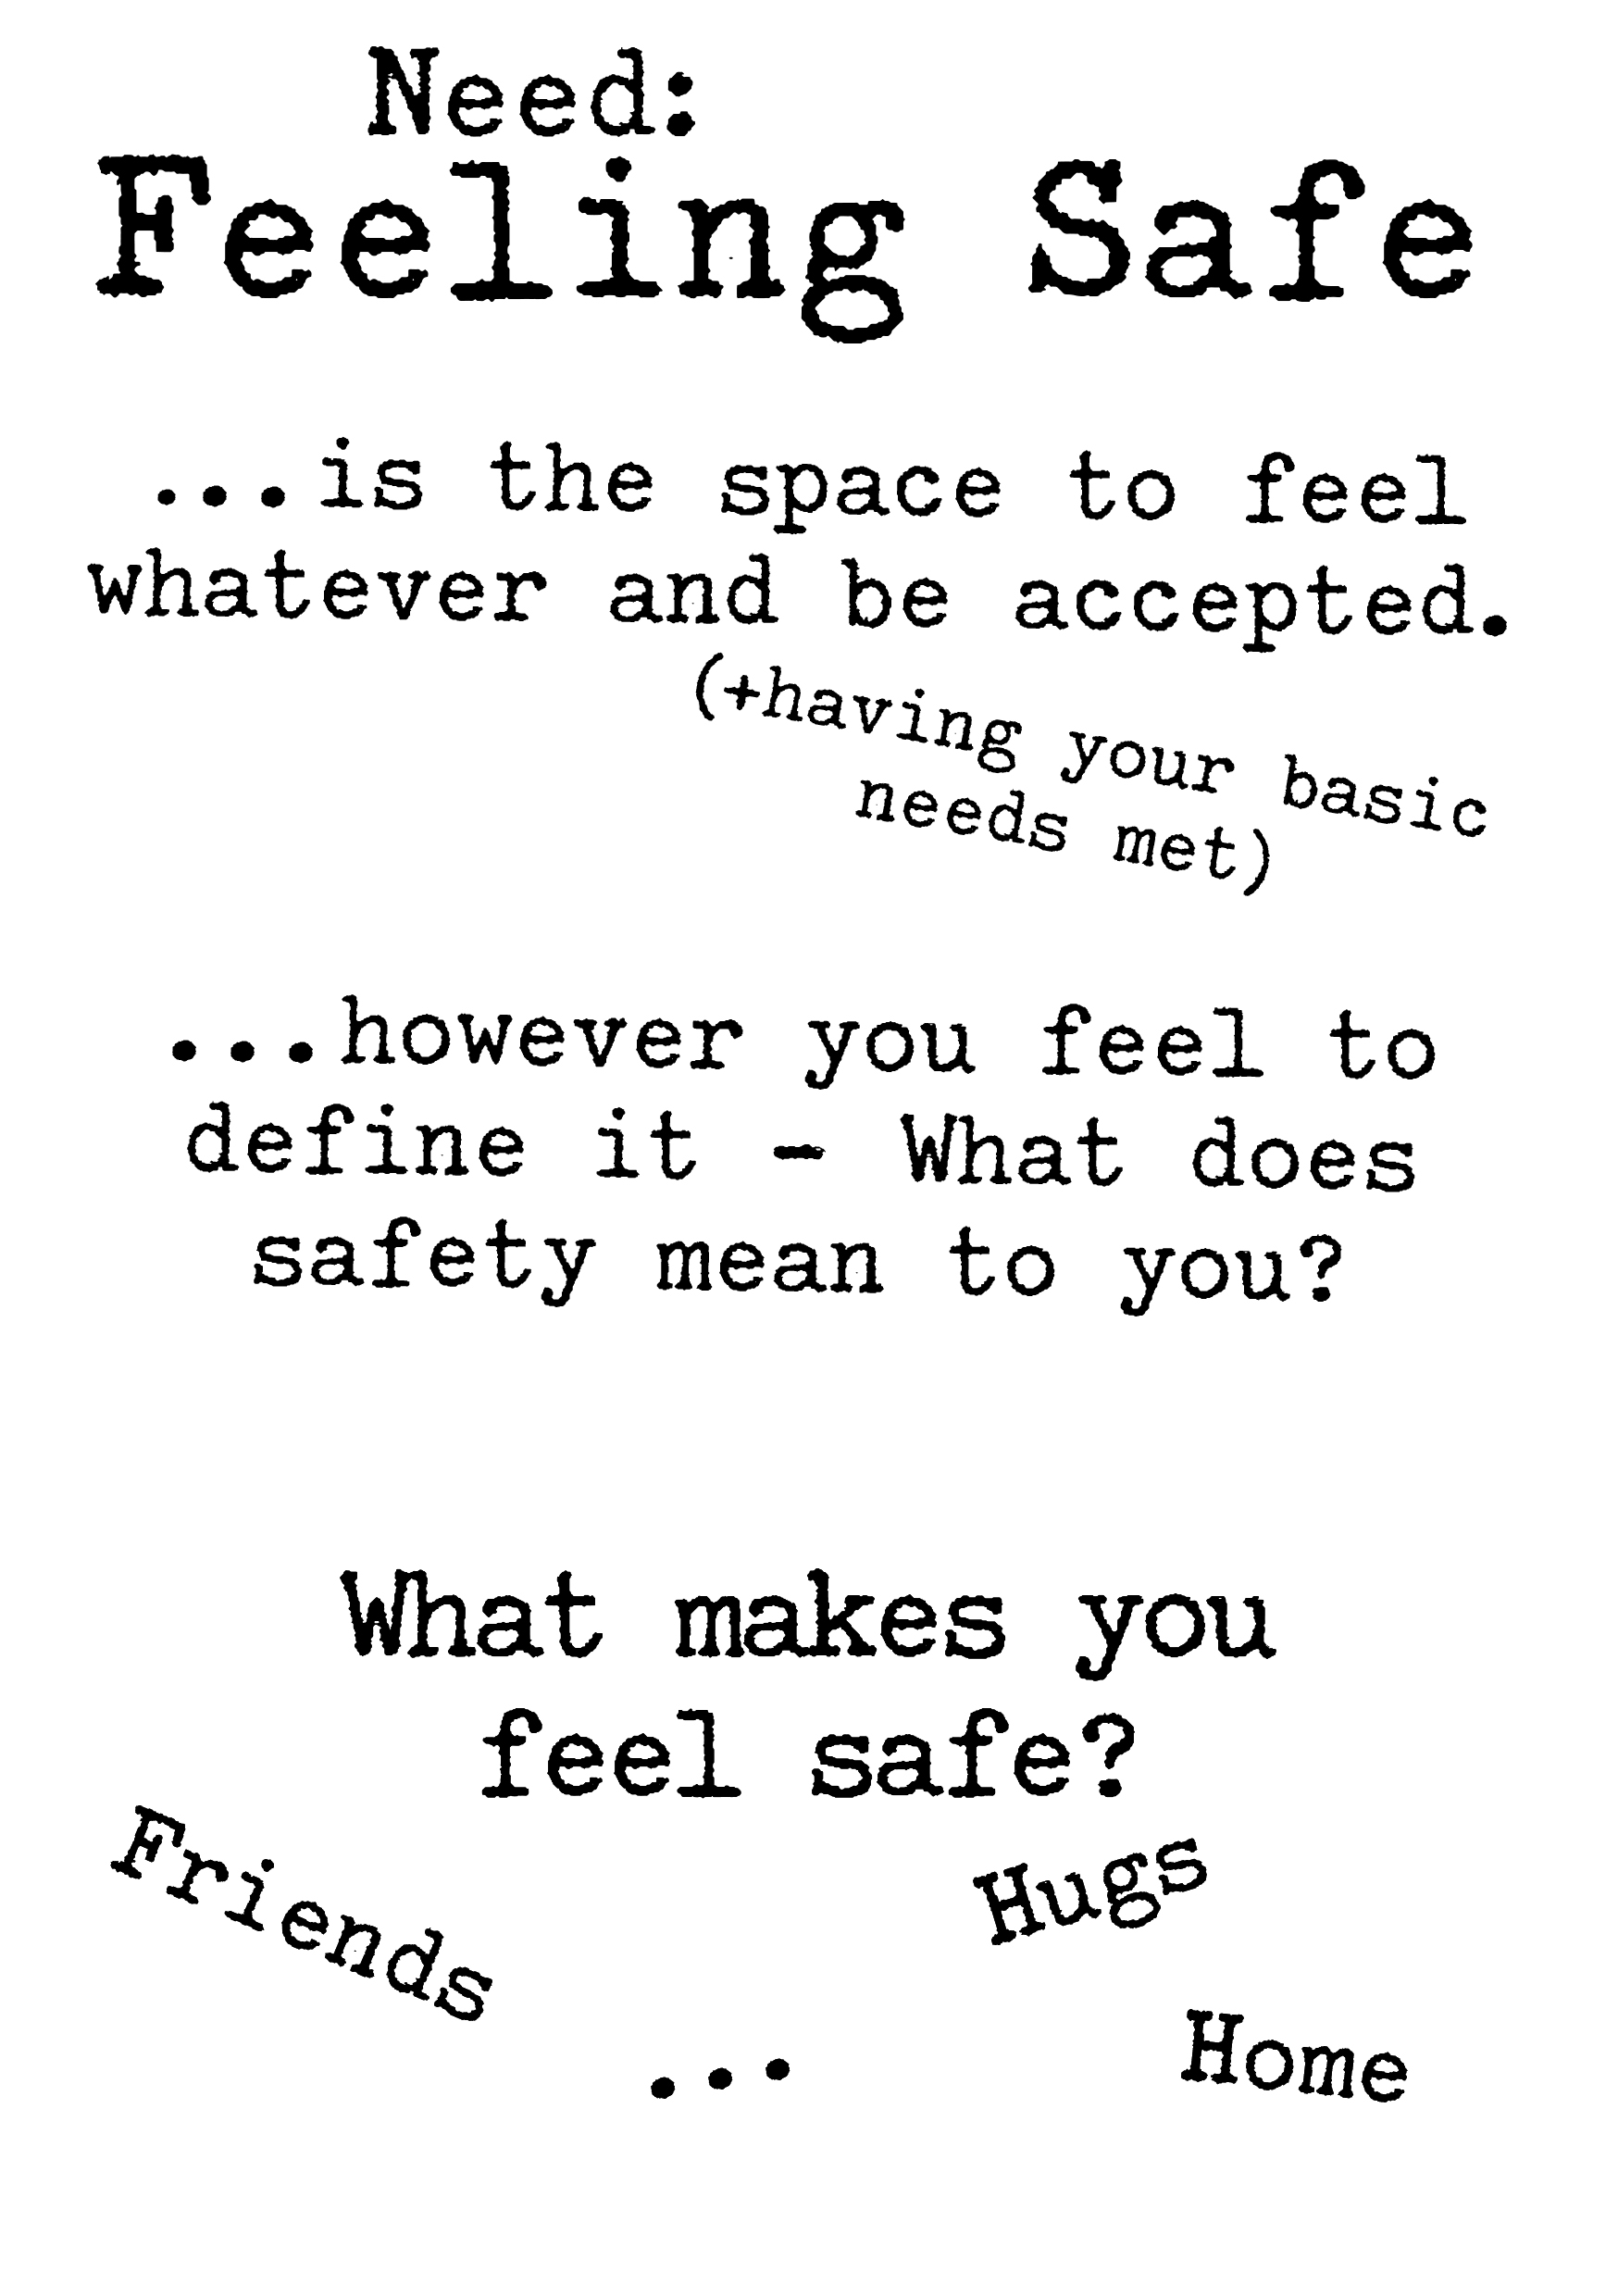 Need:
Feeling Safe
...is the space to feel
whatever and be accepted.
(+having your basic
needs met)
...however you feel to
define it - What does
safety mean to you?
What makes you
feel safe?
Friends
Hugs
...
Home